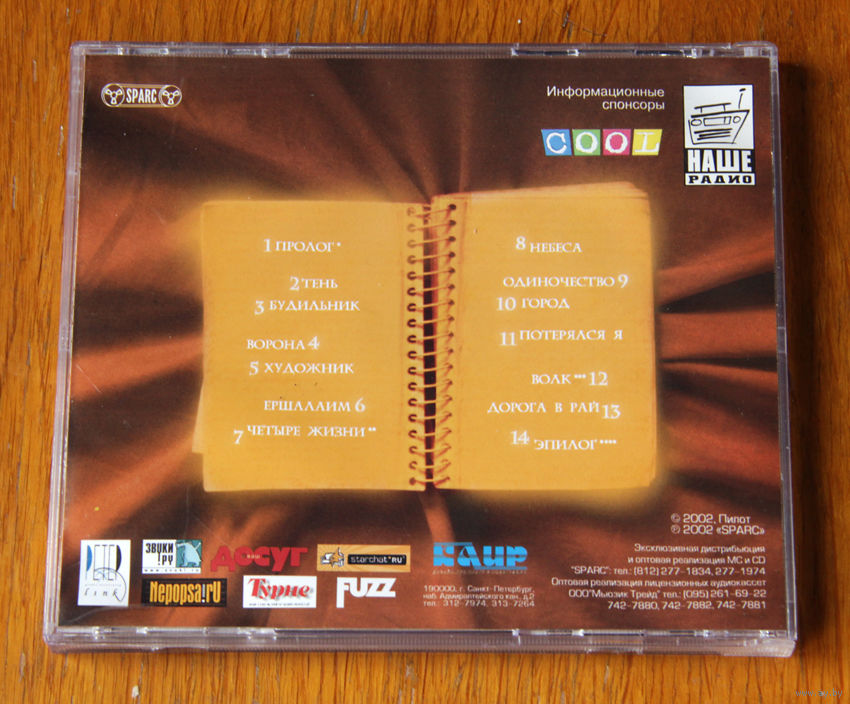 SPARC
Информационные
спонсоры
COOL
НАШЕ
РАДИО
1 ПРОЛОГ*
2 ТЕНЬ
3 БУДИЛЬНИК
ВОРОНА 4
5 ХУДОЖНИК
ЕРШАЛАИМ 6
7 ЧЕТЫРЕ ЖИЗНИ**
8 НЕБЕСА
ОДИНОЧЕСТВО 9
10 ГОРОД
11 ПОТЕРЯЛСЯ Я
ВОЛК*** 12
ДОРОГА В РАЙ 13
14 ЭПИЛОГ****
© 2002, Пилот
℗ 2002 «SPARC»
Эксклюзивная дистрибьюция
и оптовая реализация МС и CD
"SPARC": тел.: (812) 277-1834, 277-1974
Оптовая реализация лицензионных аудиокассет
ООО"Мьюзик Трейд" тел.: (095) 261-69-22
742-7880, 742-7882, 742-7881
PETER
link
ЗВУКИ
.РУ
ВАШ
ДОСУГ
starchat*RU
Nepopsa!RU
Турне
FUZZ
КАИР
190000, г. Санкт-Петербург,
наб. Адмиралтейского кан., д.2
тел.: 312-7974, 313-7264